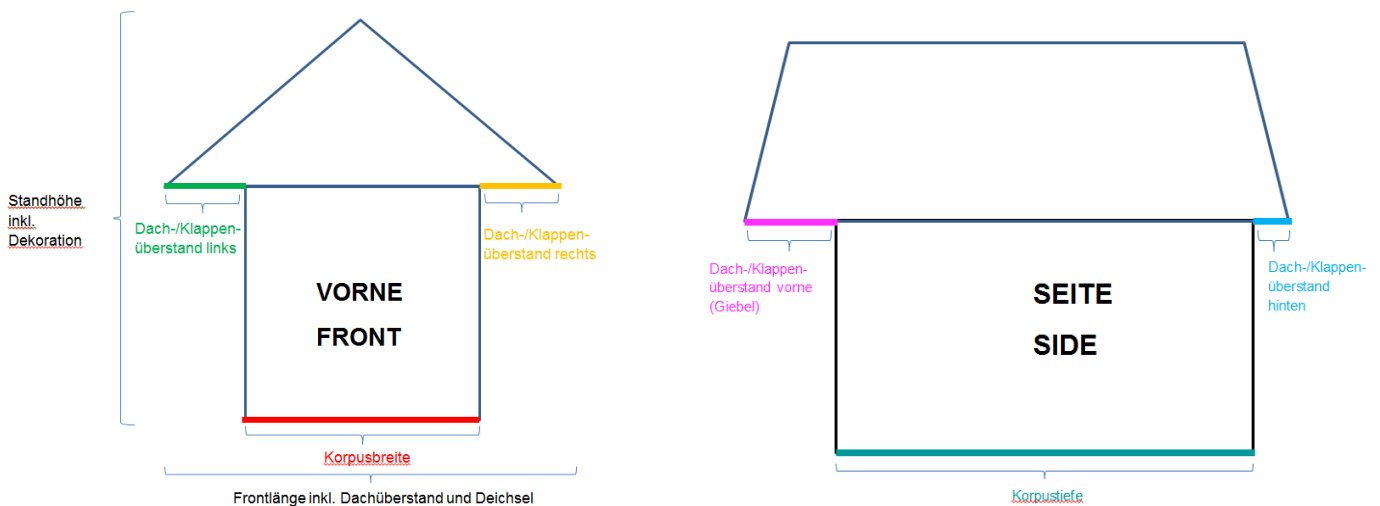 Standhöhe
inkl.
Dekoration
Dach-/Klappen-
überstand links
Dach-/Klappen-
überstand rechts
VORNE
FRONT
Korpusbreite
Frontlänge inkl. Dachüberstand und Deichsel
Dach-/Klappen-
überstand vorne
(Giebel)
Dach-/Klappen-
überstand
hinten
SEITE
SIDE
Korpustiefe